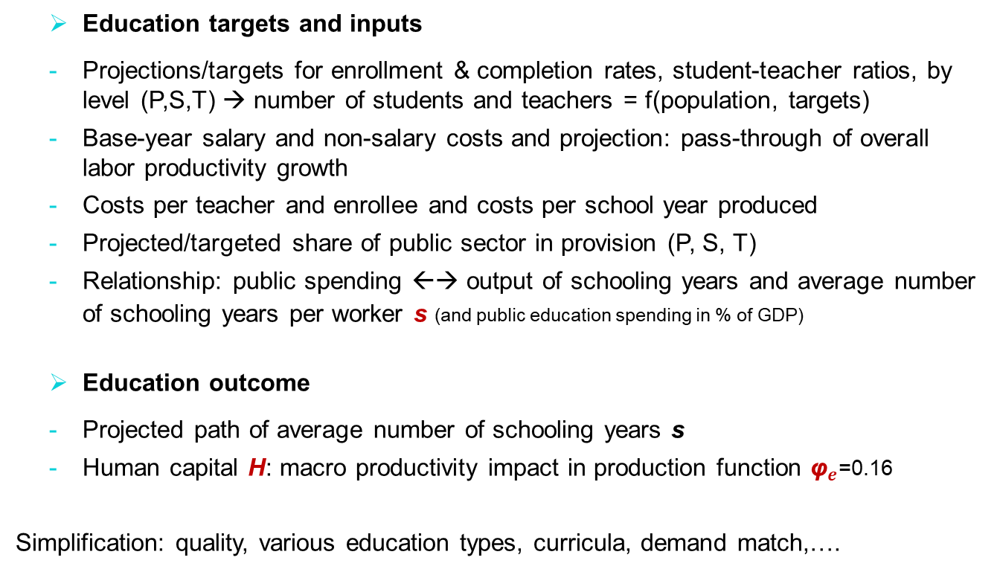 ➢ Education targets and inputs
- Projections/targets for enrollment & completion rates, student-teacher ratios, by
level (P,S,T) → number of students and teachers = f(population, targets)
- Base-year salary and non-salary costs and projection: pass-through of overall
labor productivity growth
- Costs per teacher and enrollee and costs per school year produced
- Projected/targeted share of public sector in provision (P, S, T)
- Relationship: public spending ←→ output of schooling years and average number
of schooling years per worker s (and public education spending in % of GDP)
➢ Education outcome
- Projected path of average number of schooling years s
- Human capital H: macro productivity impact in production function φₑ=0.16
Simplification: quality, various education types, curricula, demand match,….